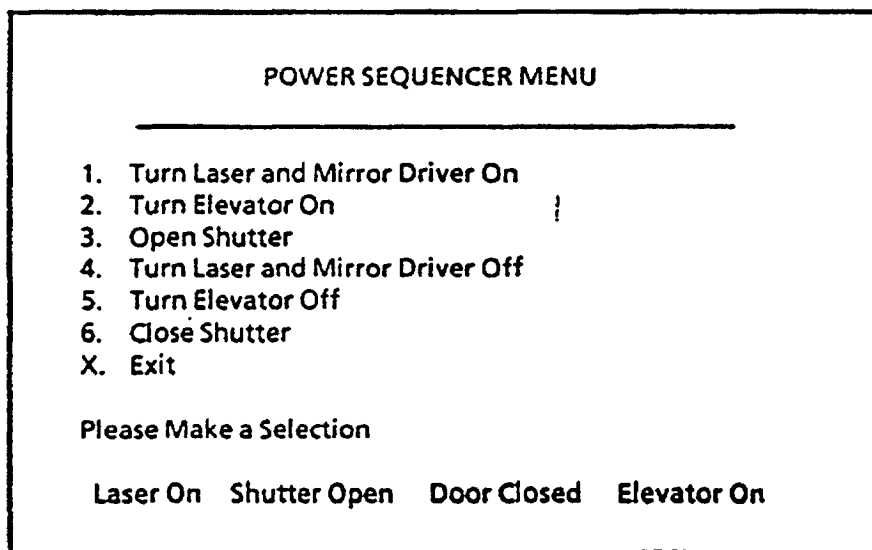 POWER SEQUENCER MENU
1. Turn Laser and Mirror Driver On
2. Turn Elevator On
3. Open Shutter
4. Turn Laser and Mirror Driver Off
5. Turn Elevator Off
6. Close Shutter
X. Exit
Please Make a Selection
Laser On Shutter Open Door Closed Elevator On